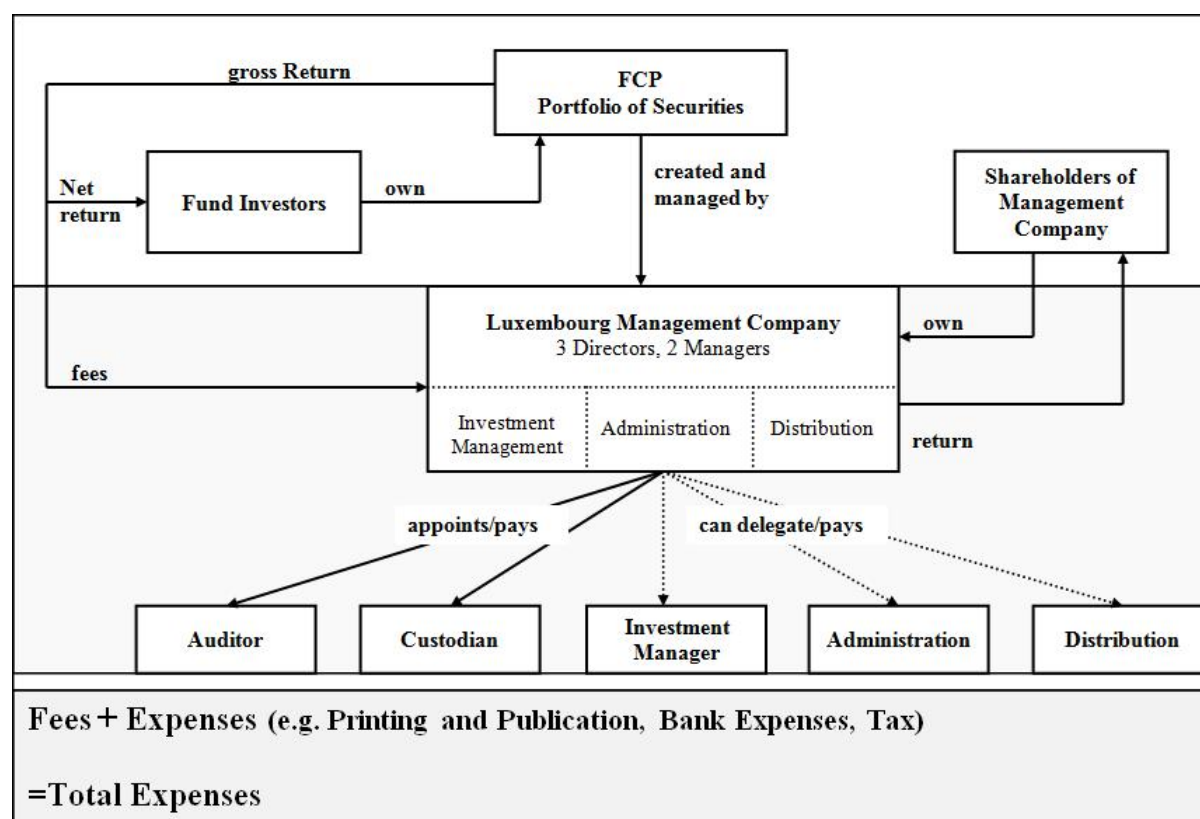 gross Return
FCP
Portfolio of Securities
Net
return
Fund Investors
own
created and
managed by
Shareholders of
Management
Company
Luxembourg Management Company
3 Directors, 2 Managers
own
fees
Investment
Management
Administration
Distribution
return
appoints/pays
can delegate/pays
Auditor
Custodian
Investment
Manager
Administration
Distribution
Fees + Expenses (e.g. Printing and Publication, Bank Expenses, Tax)
=Total Expenses